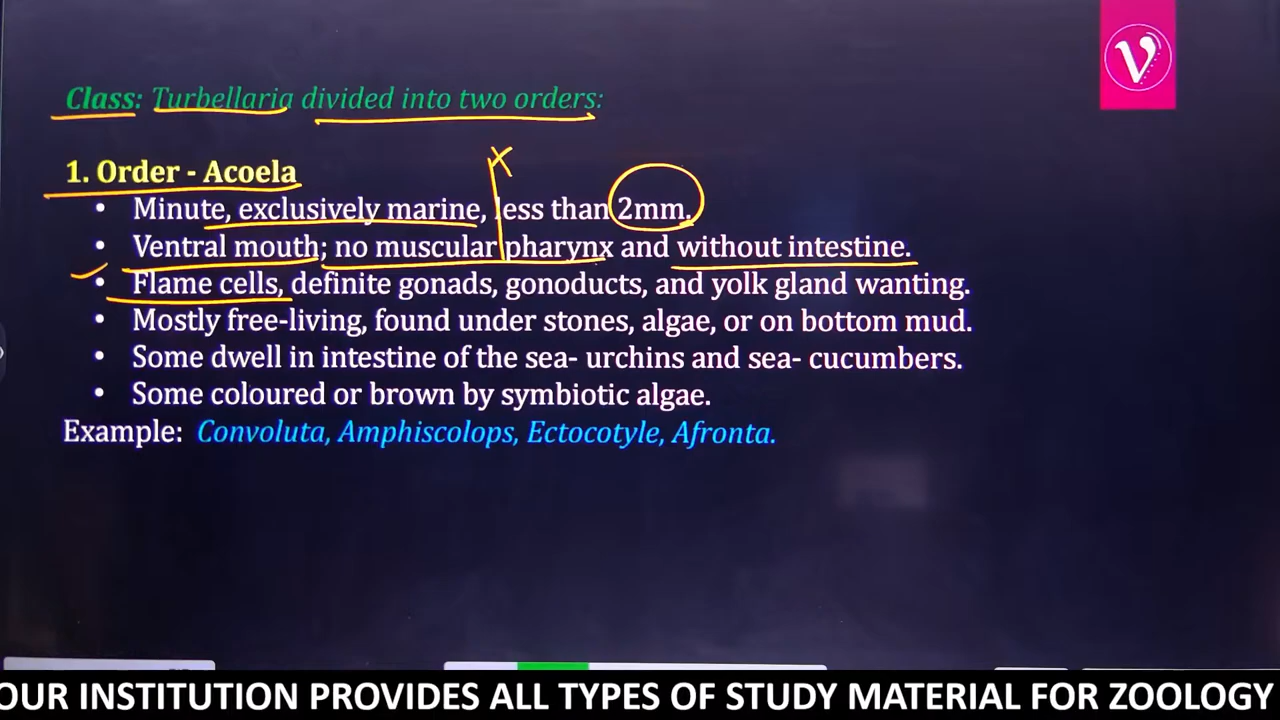 Class: Turbellaria divided into two orders:
1. Order - Acoela
• Minute, exclusively marine, less than 2mm.
• Ventral mouth; no muscular pharynx and without intestine.
• Flame cells, definite gonads, gonoducts, and yolk gland wanting.
• Mostly free-living, found under stones, algae, or on bottom mud.
• Some dwell in intestine of the sea- urchins and sea- cucumbers.
• Some coloured or brown by symbiotic algae.
Example: Convoluta, Amphiscolops, Ectocotyle, Afronta.
OUR INSTITUTION PROVIDES ALL TYPES OF STUDY MATERIAL FOR ZOOLOGY